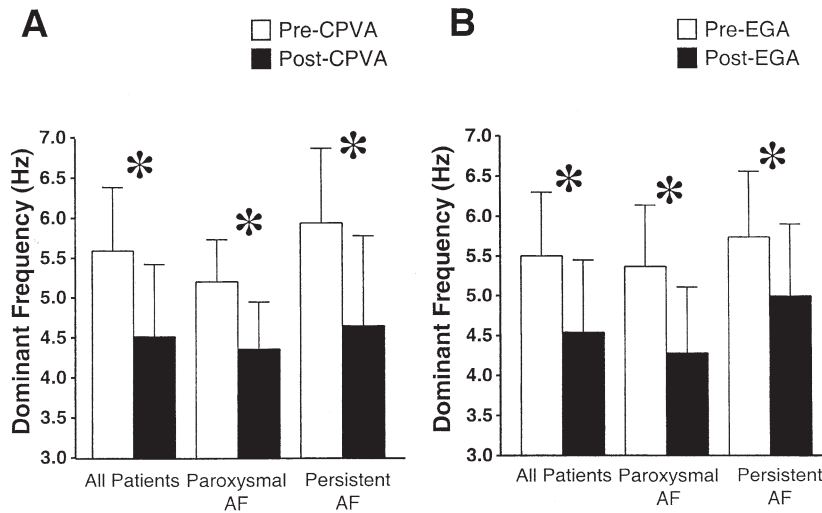 A
Pre-CPVA
Post-CPVA
Dominant Frequency (Hz)
7.0
6.5
6.0
5.5
5.0
4.5
4.0
3.5
3.0
*
*
*
All Patients
Paroxysmal
AF
Persistent
AF
B
Pre-EGA
Post-EGA
Dominant Frequency (Hz)
7.0
6.5
6.0
5.5
5.0
4.5
4.0
3.5
3.0
*
*
*
All Patients
Paroxysmal
AF
Persistent
AF